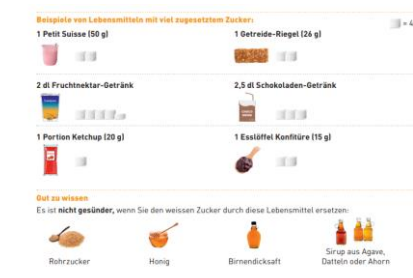 Beispiele von Lebensmitteln mit viel zugesetztem Zucker:
= 4
1 Petit Suisse (50 g)
1 Getreide-Riegel (26 g)
2 dl Fruchtnektar-Getränk
2,5 dl Schokoladen-Getränk
1 Portion Ketchup (20 g)
1 Esslöffel Konfitüre (15 g)
Gut zu wissen
Es ist nicht gesünder, wenn Sie den weissen Zucker durch diese Lebensmittel ersetzen:
Rohrzucker
Honig
Birnendicksaft
Sirup aus Agave,
Datteln oder Ahorn